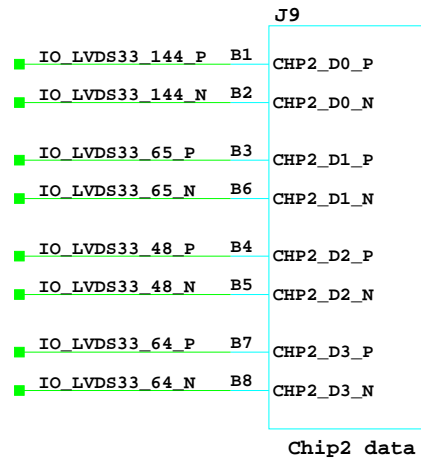 J9
IO_LVDS33_144_P B1 CHP2_D0_P
IO_LVDS33_144_N B2 CHP2_D0_N
IO_LVDS33_65_P B3 CHP2_D1_P
IO_LVDS33_65_N B6 CHP2_D1_N
IO_LVDS33_48_P B4 CHP2_D2_P
IO_LVDS33_48_N B5 CHP2_D2_N
IO_LVDS33_64_P B7 CHP2_D3_P
IO_LVDS33_64_N B8 CHP2_D3_N
Chip2 data